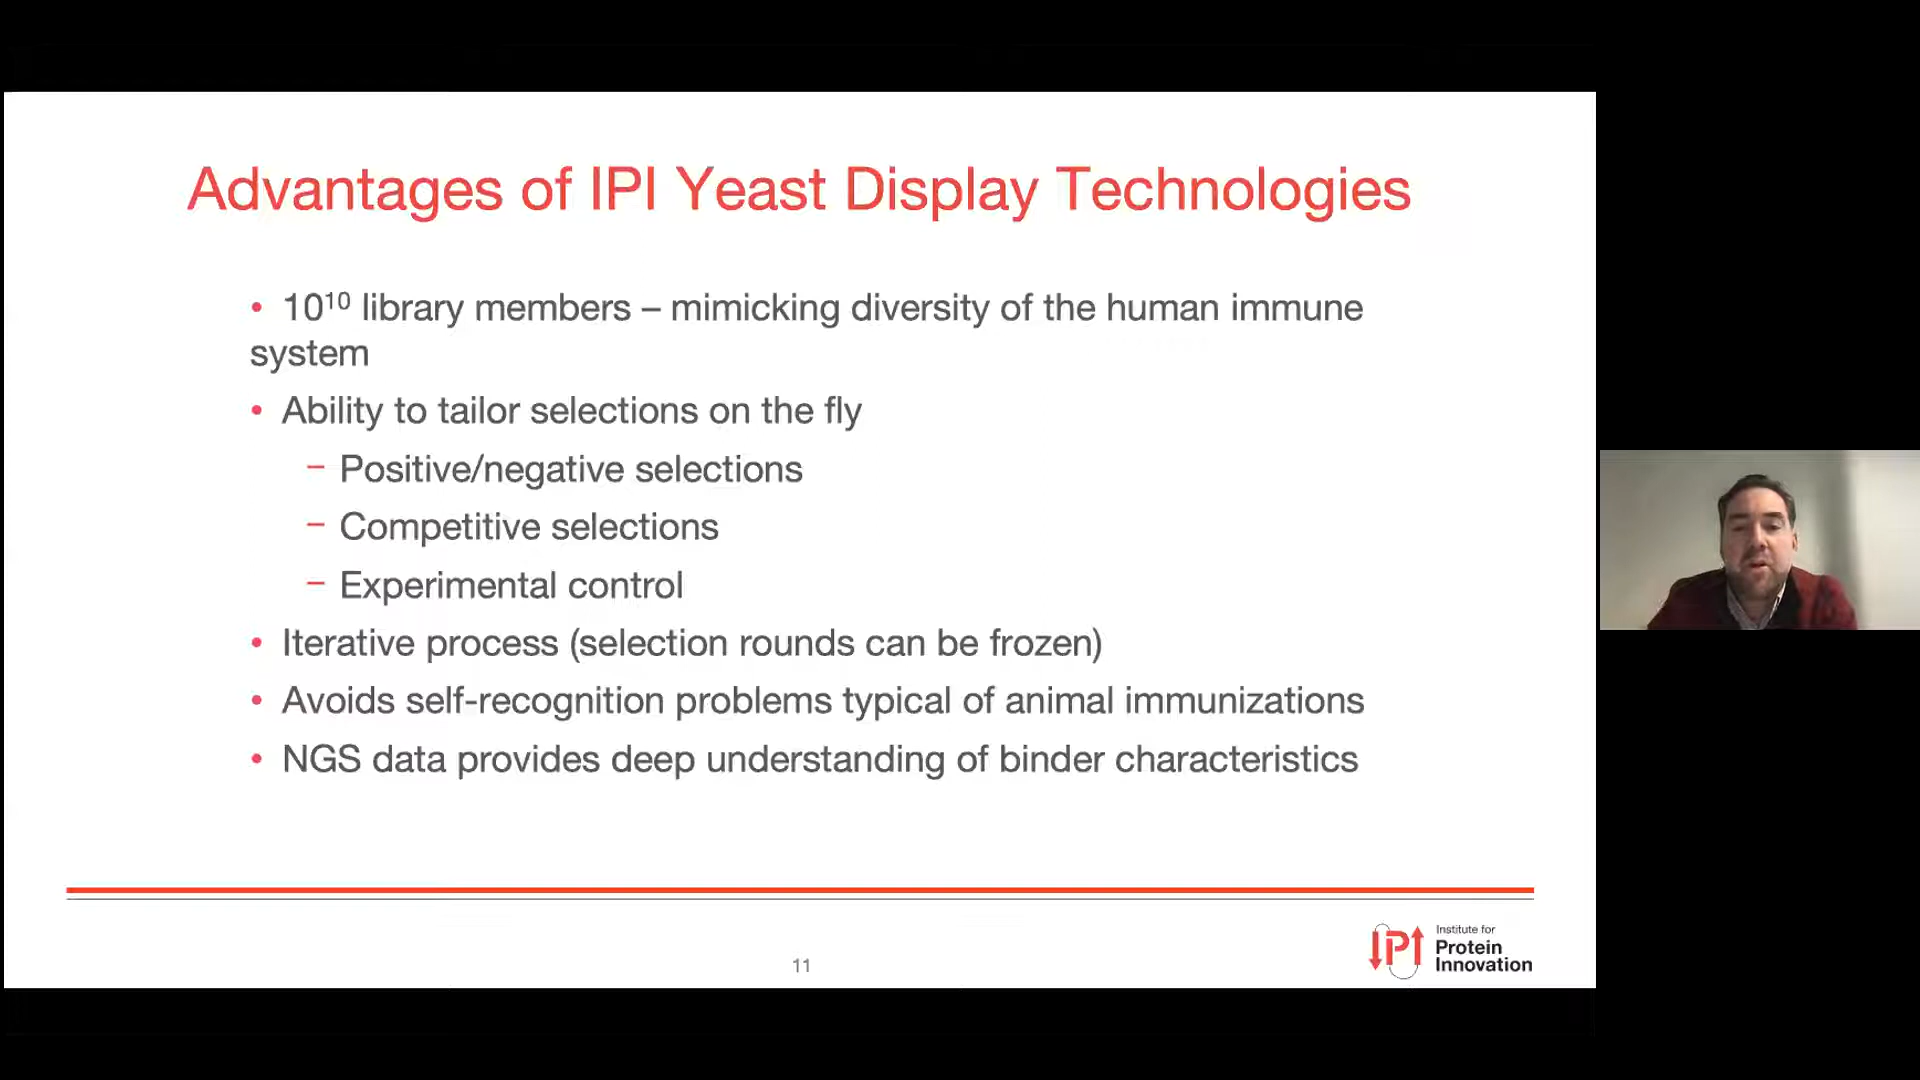 Advantages of IPI Yeast Display Technologies
• 10¹⁰ library members – mimicking diversity of the human immune
system
• Ability to tailor selections on the fly
– Positive/negative selections
– Competitive selections
– Experimental control
• Iterative process (selection rounds can be frozen)
• Avoids self-recognition problems typical of animal immunizations
• NGS data provides deep understanding of binder characteristics
11
IPI
Institute for
Protein
Innovation